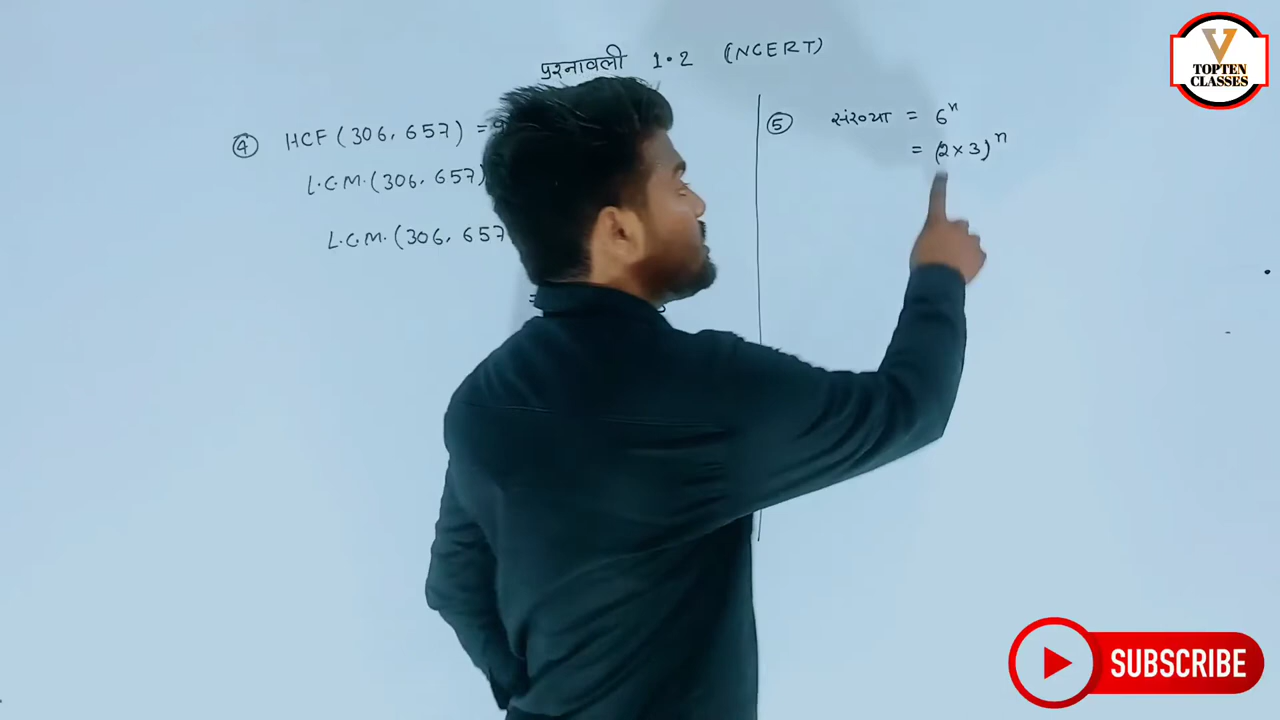 प्रश्नावली 1.2 (NCERT)
④ HCF (306, 657) = 9
L.C.M. (306, 657)
L.C.M. (306, 657
⑤ संख्या = 6ⁿ
= (2 × 3)ⁿ
V
TOPTEN
CLASSES
SUBSCRIBE